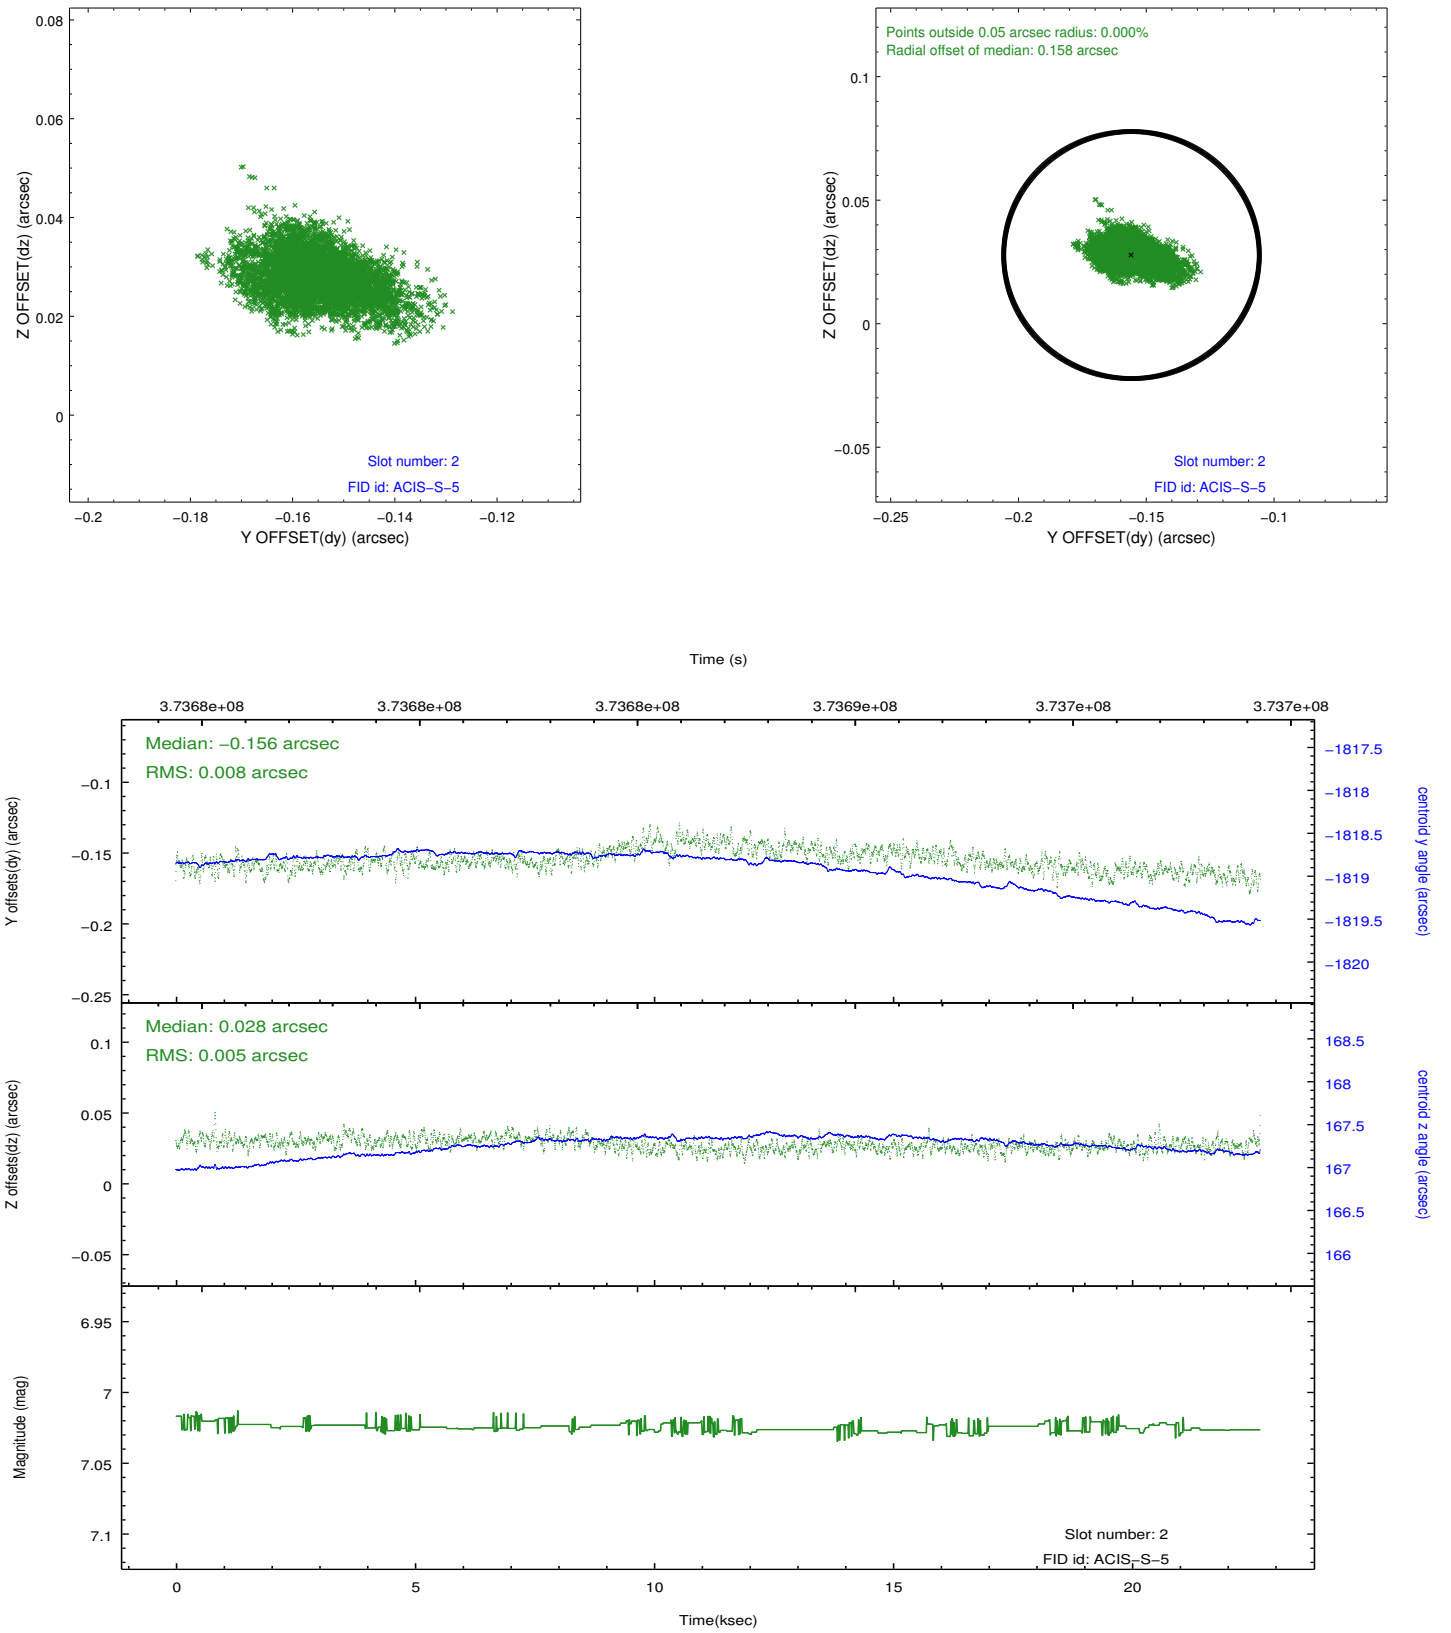 0.08
0.06
0.04
0.02
0
Z OFFSET(dz) (arcsec)
Slot number: 2
FID id: ACIS−S−5
−0.2
−0.18
−0.16
−0.14
−0.12
Y OFFSET(dy) (arcsec)
Points outside 0.05 arcsec radius: 0.000%
Radial offset of median: 0.158 arcsec
0.1
0.05
0
−0.05
Z OFFSET(dz) (arcsec)
Slot number: 2
FID id: ACIS−S−5
−0.25
−0.2
−0.15
−0.1
Y OFFSET(dy) (arcsec)
Time (s)
3.7368e+08
3.7368e+08
3.7368e+08
3.7369e+08
3.737e+08
3.737e+08
Median: −0.156 arcsec
RMS: 0.008 arcsec
−0.1
−0.15
−0.2
−0.25
Y offsets(dy) (arcsec)
−1817.5
−1818
−1818.5
−1819
−1819.5
−1820
centroid y angle (arcsec)
Median: 0.028 arcsec
RMS: 0.005 arcsec
0.1
0.05
0
−0.05
Z offsets(dz) (arcsec)
168.5
168
167.5
167
166.5
166
centroid z angle (arcsec)
6.95
7
7.05
7.1
Magnitude (mag)
Slot number: 2
FID id: ACIS−S−5
0
5
10
15
20
Time(ksec)